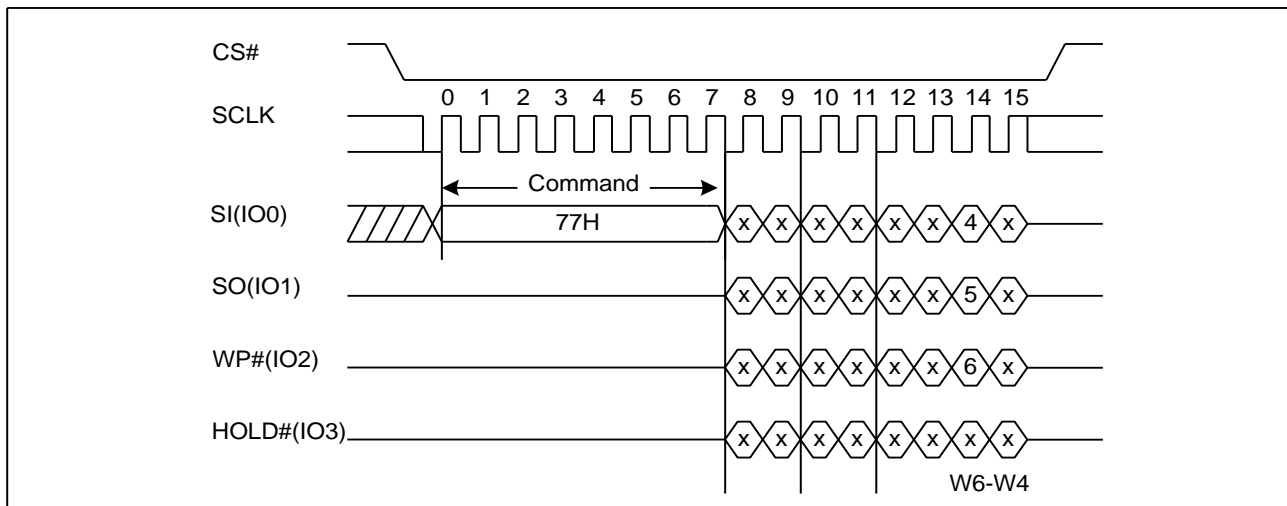 CS#
0 1 2 3 4 5 6 7 8 9 10 11 12 13 14 15
SCLK
Command
SI(IO0) 77H x x x x x x 4 x
SO(IO1) x x x x x x 5 x
WP#(IO2) x x x x x x 6 x
HOLD#(IO3) x x x x x x x x
W6-W4